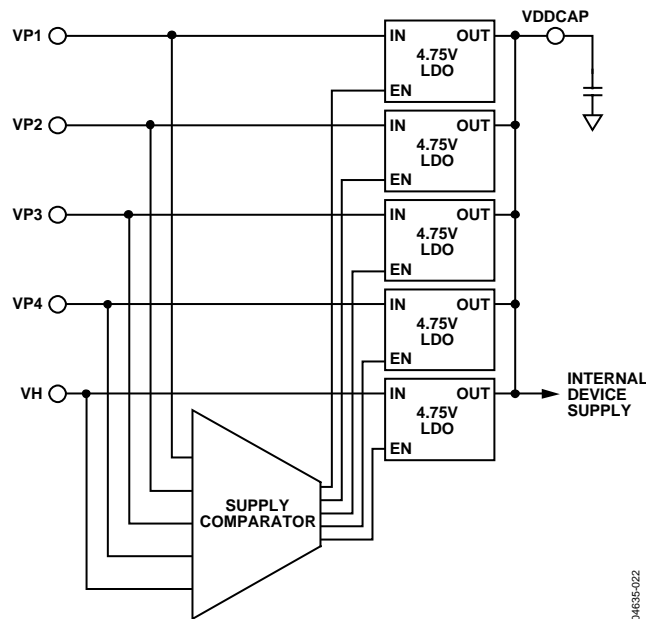 VDDCAP
VP1
IN
OUT
4.75V
LDO
EN
VP2
IN
OUT
4.75V
LDO
EN
VP3
IN
OUT
4.75V
LDO
EN
VP4
IN
OUT
4.75V
LDO
EN
VH
IN
OUT
4.75V
LDO
EN
INTERNAL
DEVICE
SUPPLY
SUPPLY
COMPARATOR
04635-022